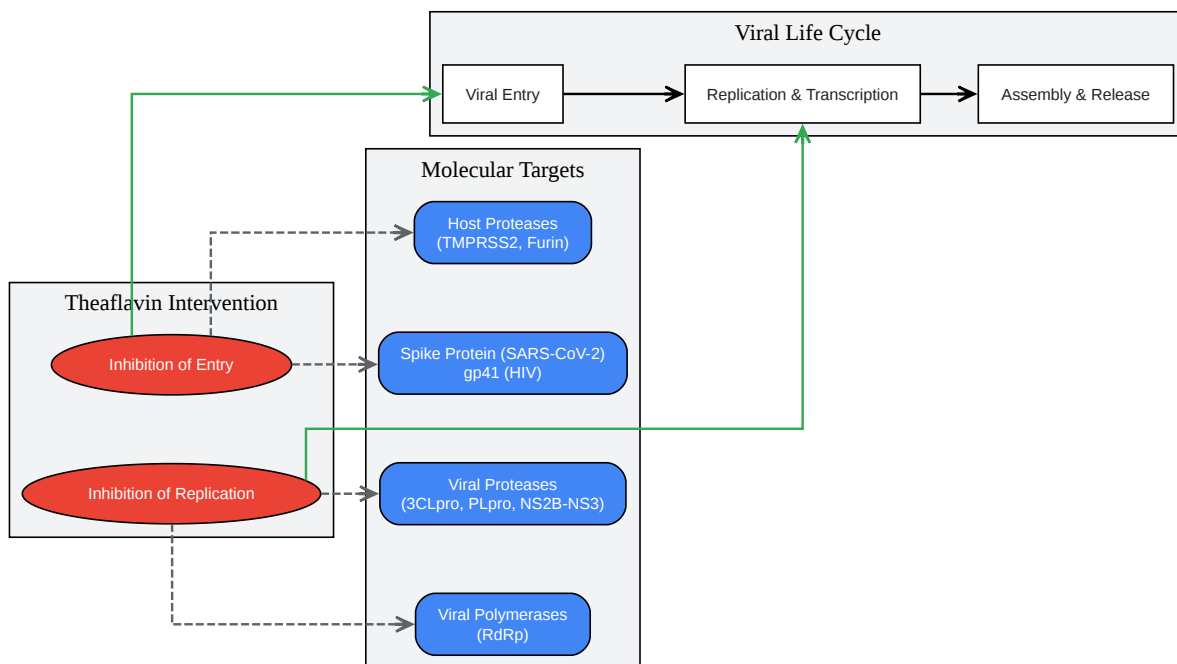 Viral Life Cycle
Viral Entry
Replication & Transcription
Assembly & Release
Molecular Targets
Host Proteases
(TMPRSS2, Furin)
Theaflavin Intervention
Inhibition of Entry
Spike Protein (SARS-CoV-2)
gp41 (HIV)
Inhibition of Replication
Viral Proteases
(3CLpro, PLpro, NS2B-NS3)
Viral Polymerases
(RdRp)